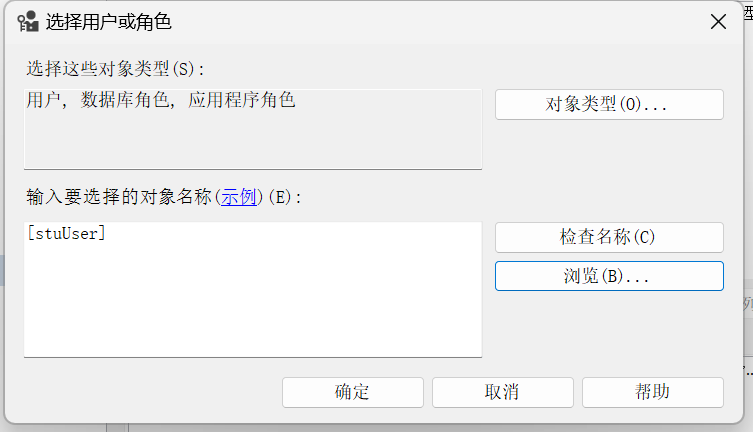 选择用户或角色
选择这些对象类型(S):
用户, 数据库角色, 应用程序角色
对象类型(O)...
输入要选择的对象名称(示例)(E):
[stuUser]
检查名称(C)
浏览(B)...
确定
取消
帮助